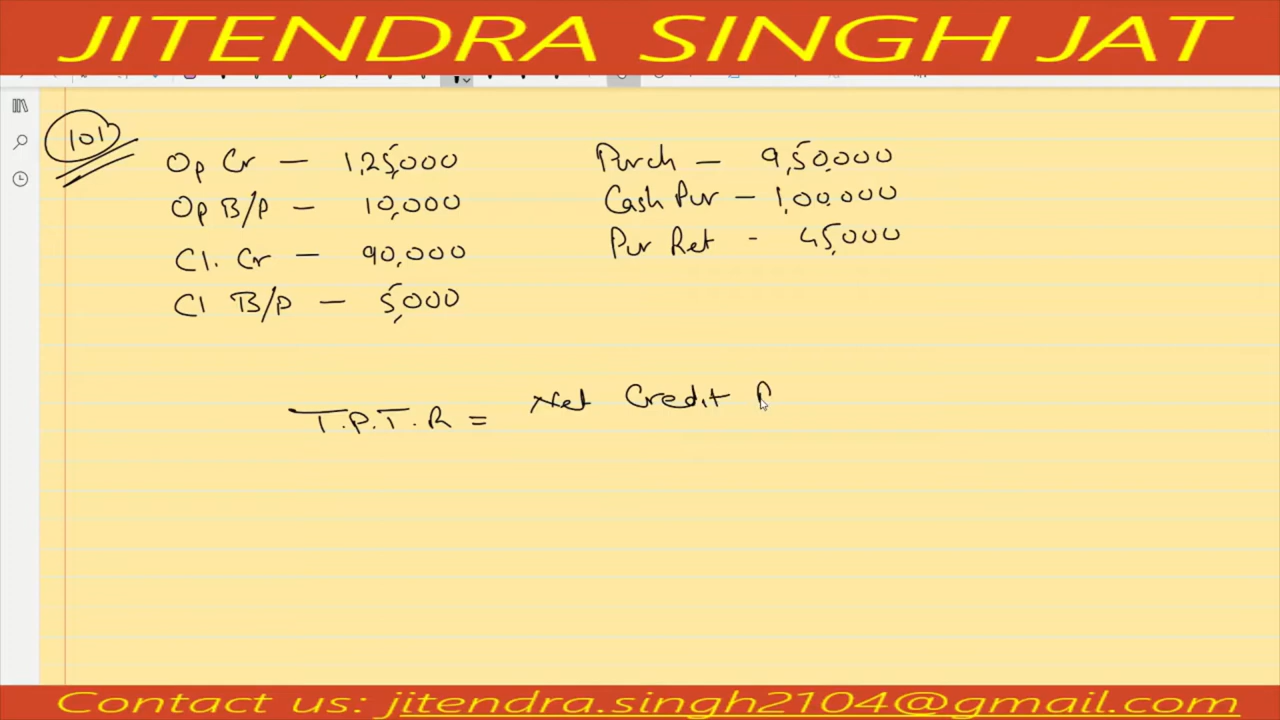 JITENDRA SINGH JAT
101
Op Cr — 1,25,000
Op B/P — 10,000
Cl. Cr — 90,000
Cl B/P — 5,000
Purch — 9,50,000
Cash Pur — 1,00,000
Pur Ret - 45,000
T.P.T.R = Net Credit P
Contact us: jitendra.singh2104@gmail.com